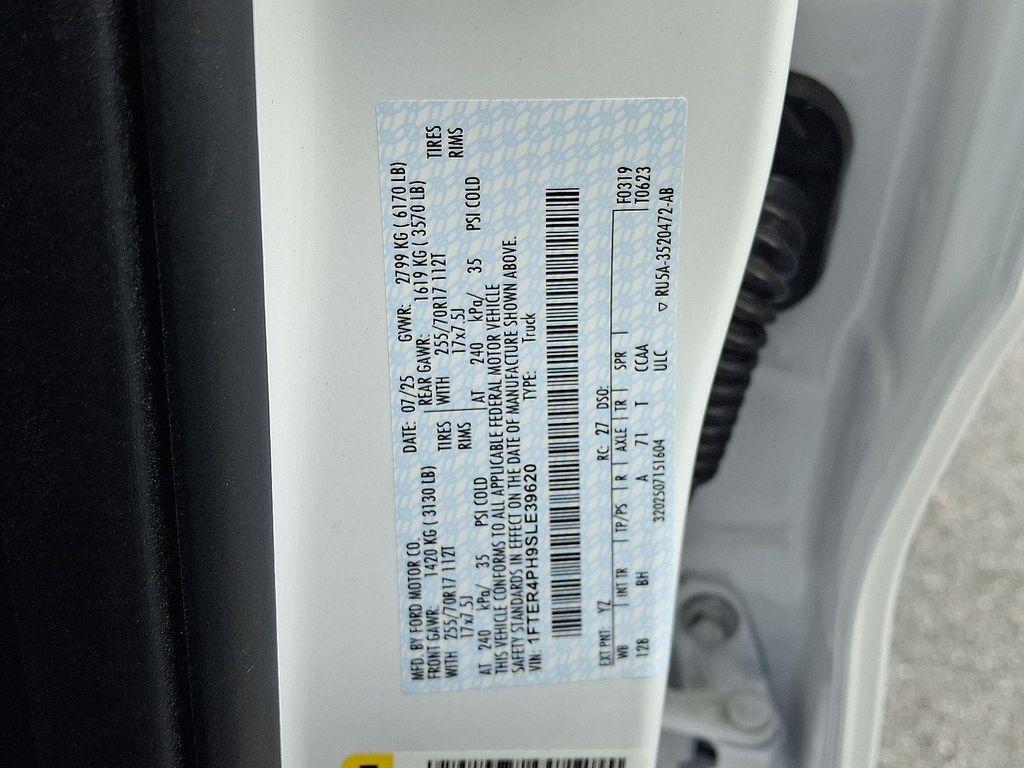 MFD. BY FORD MOTOR CO. DATE: 07/25 GVWR: 2799 KG ( 6170 LB)
FRONT GAWR: 1420 KG ( 3130 LB) REAR GAWR: 1619 KG ( 3570 LB)
WITH 255/70R17 112T TIRES WITH 255/70R17 112T TIRES
17x7.5J RIMS 17x7.5J RIMS
AT 240 kPa/ 35 PSI COLD AT 240 kPa/ 35 PSI COLD
THIS VEHICLE CONFORMS TO ALL APPLICABLE FEDERAL MOTOR VEHICLE
SAFETY STANDARDS IN EFFECT ON THE DATE OF MANUFACTURE SHOWN ABOVE.
VIN: 1FTER4PH9SLE39620 TYPE: Truck
EXT PNT: YZ RC: 27 DSO: F0319
WB INT TR TP/PS R AXLE TR SPR T0623
128 BH A 71 T CCAA
3202507151604 ULC ▽ RU5A-3520472-AB